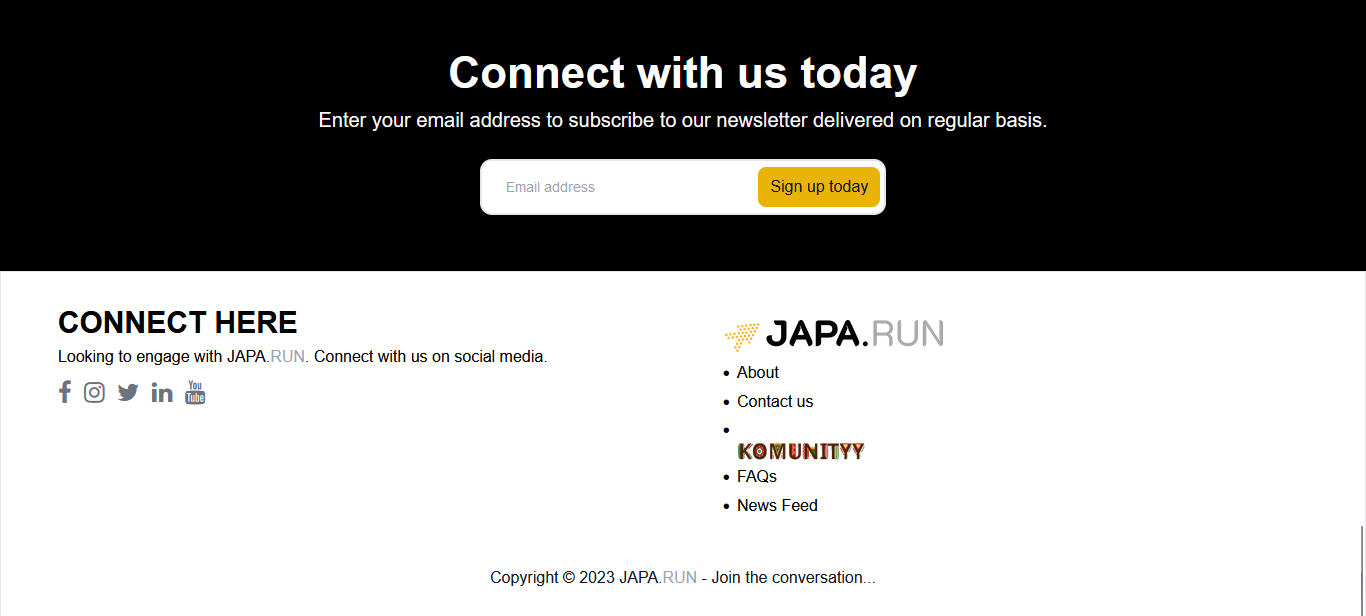 Connect with us today
Enter your email address to subscribe to our newsletter delivered on regular basis.
Email address
Sign up today
CONNECT HERE
Looking to engage with JAPA.RUN. Connect with us on social media.
You
Tube
JAPA.RUN
• About
• Contact us
•
KOMUNITYY
• FAQs
• News Feed
Copyright © 2023 JAPA.RUN - Join the conversation...